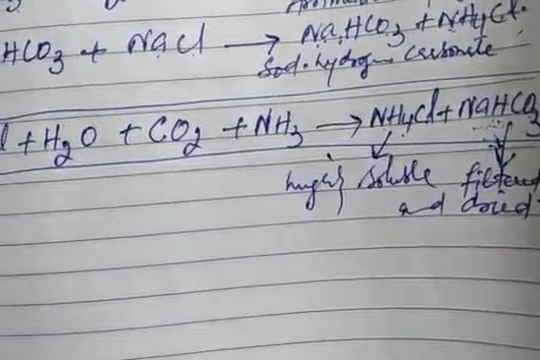 HCO3 + NaCl → NaHCO3 + NH4Cl
Sod. hydrogen carbonate
l + H2O + CO2 + NH3 → NH4Cl + NaHCO3
highly soluble filtered
and dried